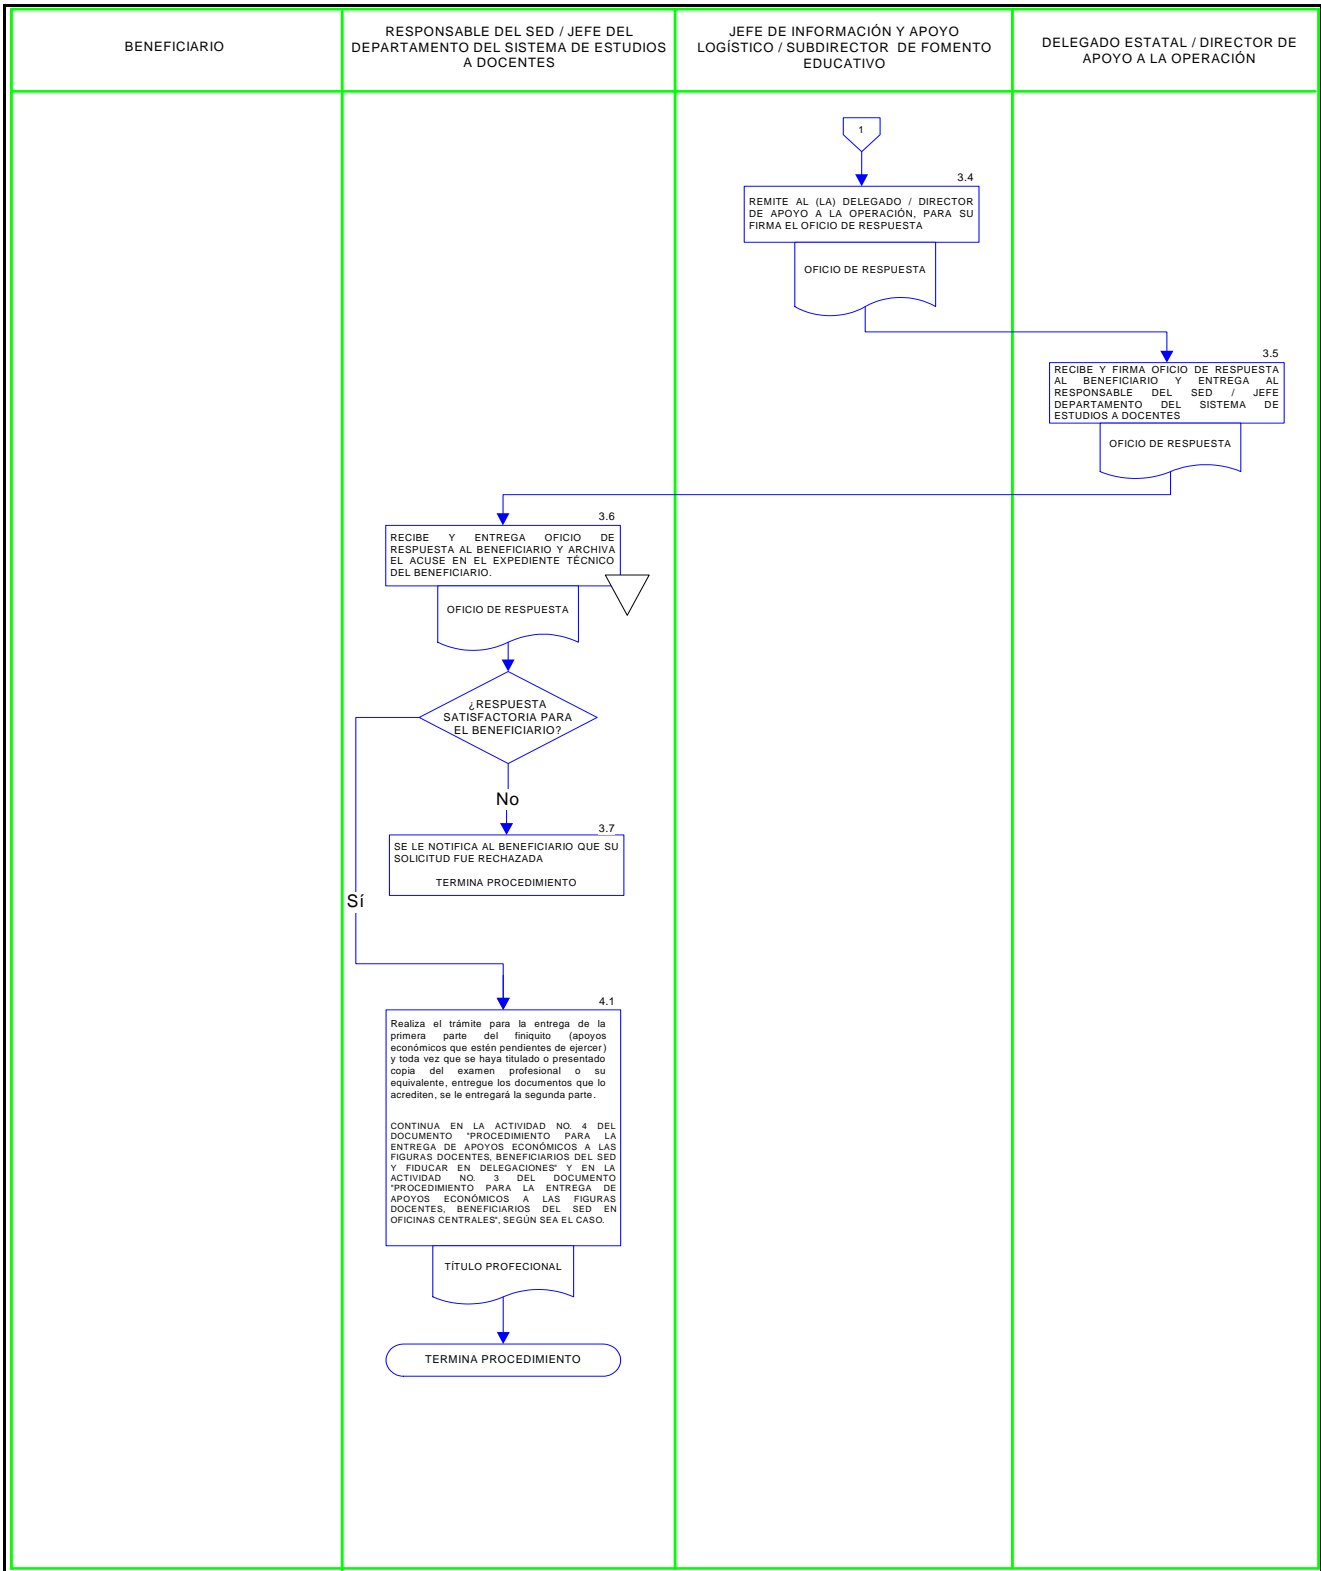 BENEFICIARIO
RESPONSABLE DEL SED / JEFE DEL
DEPARTAMENTO DEL SISTEMA DE ESTUDIOS
A DOCENTES
JEFE DE INFORMACIÓN Y APOYO
LOGÍSTICO / SUBDIRECTOR DE FOMENTO
EDUCATIVO
DELEGADO ESTATAL / DIRECTOR DE
APOYO A LA OPERACIÓN
1
3.4
REMITE AL (LA) DELEGADO / DIRECTOR
DE APOYO A LA OPERACIÓN, PARA SU
FIRMA EL OFICIO DE RESPUESTA
OFICIO DE RESPUESTA
3.5
RECIBE Y FIRMA OFICIO DE RESPUESTA
AL BENEFICIARIO Y ENTREGA AL
RESPONSABLE DEL SED / JEFE
DEPARTAMENTO DEL SISTEMA DE
ESTUDIOS A DOCENTES
OFICIO DE RESPUESTA
3.6
RECIBE Y ENTREGA OFICIO DE
RESPUESTA AL BENEFICIARIO Y ARCHIVA
EL ACUSE EN EL EXPEDIENTE TÉCNICO
DEL BENEFICIARIO.
OFICIO DE RESPUESTA
¿RESPUESTA
SATISFACTORIA PARA
EL BENEFICIARIO?
No
3.7
SE LE NOTIFICA AL BENEFICIARIO QUE SU
SOLICITUD FUE RECHAZADA
TERMINA PROCEDIMIENTO
Sí
4.1
Realiza el trámite para la entrega de la
primera parte del finiquito (apoyos
económicos que estén pendientes de ejercer)
y toda vez que se haya titulado o presentado
copia del examen profesional o su
equivalente, entregue los documentos que lo
acrediten, se le entregará la segunda parte.
CONTINUA EN LA ACTIVIDAD NO. 4 DEL
DOCUMENTO "PROCEDIMIENTO PARA LA
ENTREGA DE APOYOS ECONÓMICOS A LAS
FIGURAS DOCENTES, BENEFICIARIOS DEL SED
Y FIDUCAR EN DELEGACIONES" Y EN LA
ACTIVIDAD NO. 3 DEL DOCUMENTO
"PROCEDIMIENTO PARA LA ENTREGA DE
APOYOS ECONÓMICOS A LAS FIGURAS
DOCENTES, BENEFICIARIOS DEL SED EN
OFICINAS CENTRALES", SEGÚN SEA EL CASO.
TÍTULO PROFECIONAL
TERMINA PROCEDIMIENTO